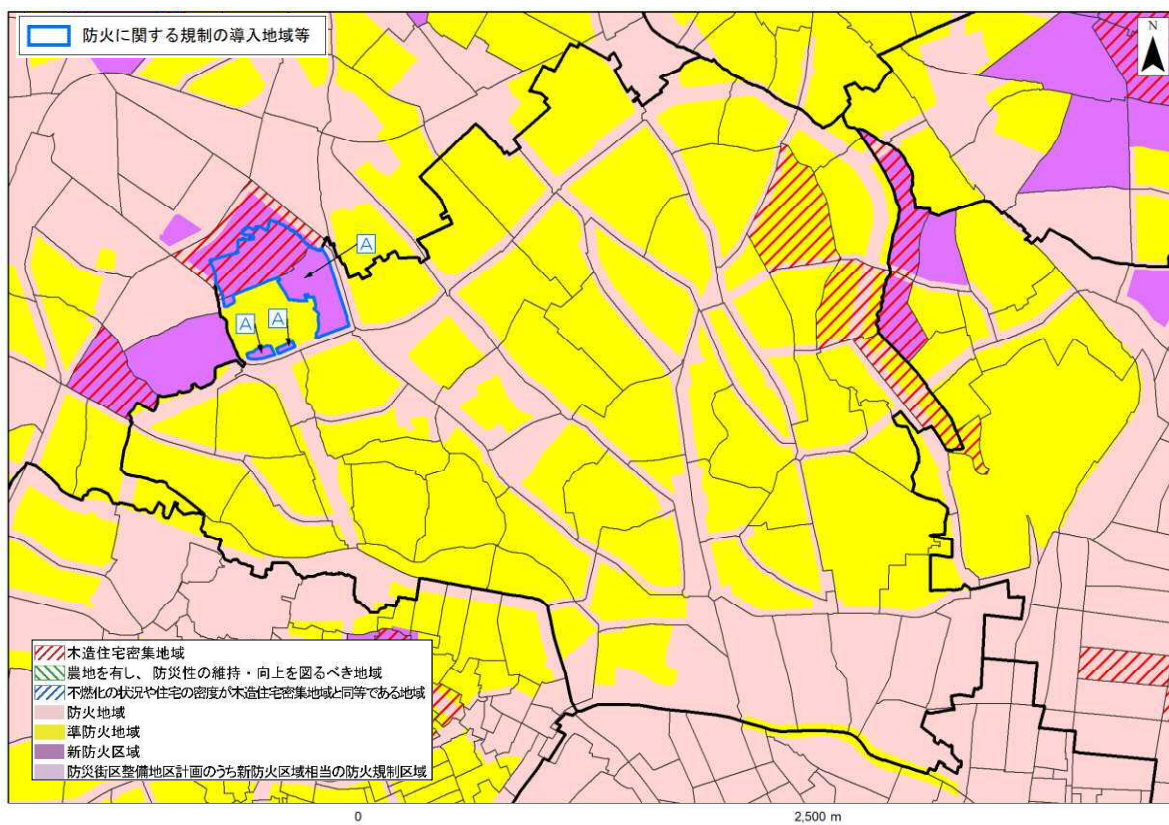 防火に関する規制の導入地域等
N
A
A
A
木造住宅密集地域
農地を有し、防災性の維持・向上を図るべき地域
不燃化の状況や住宅の密度が木造住宅密集地域と同等である地域
防火地域
準防火地域
新防火区域
防災街区整備地区計画のうち新防火区域相当の防火規制区域
0
2,500 m